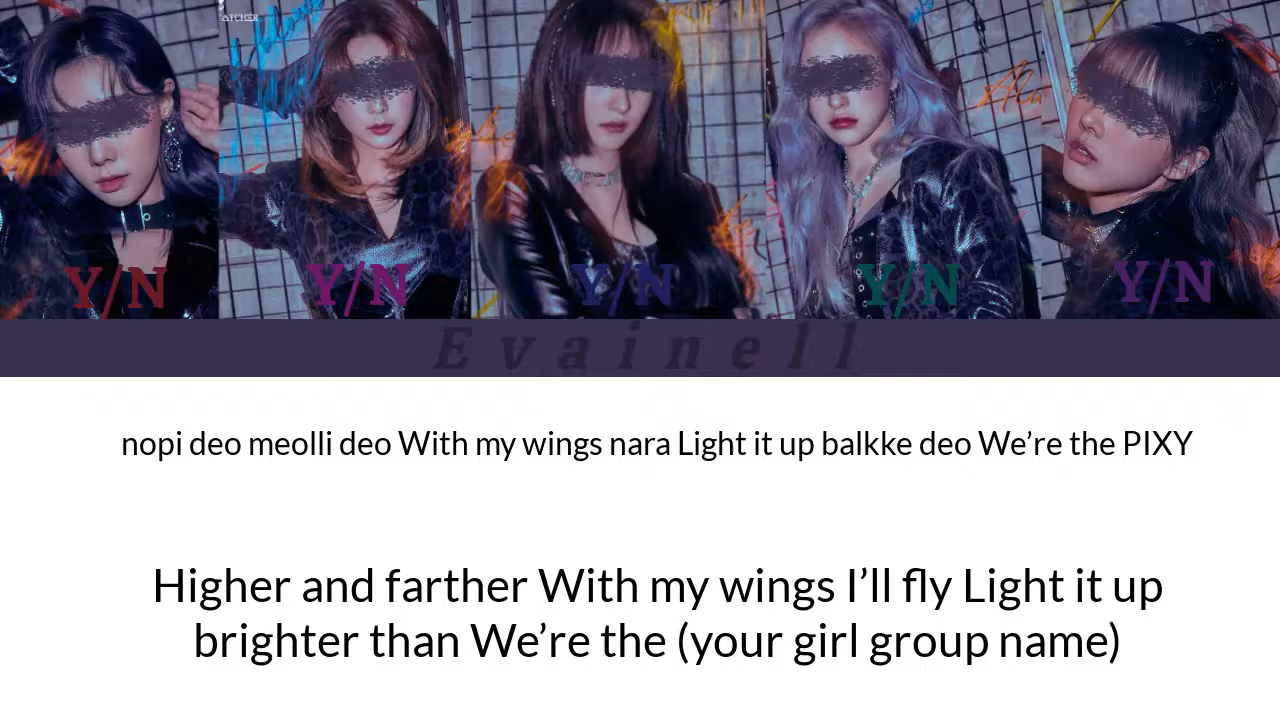 Y/N Y/N Y/N Y/N Y/N
Evainell
nopi deo meolli deo With my wings nara Light it up balkke deo We’re the PIXY
Higher and farther With my wings I’ll fly Light it up
brighter than We’re the (your girl group name)